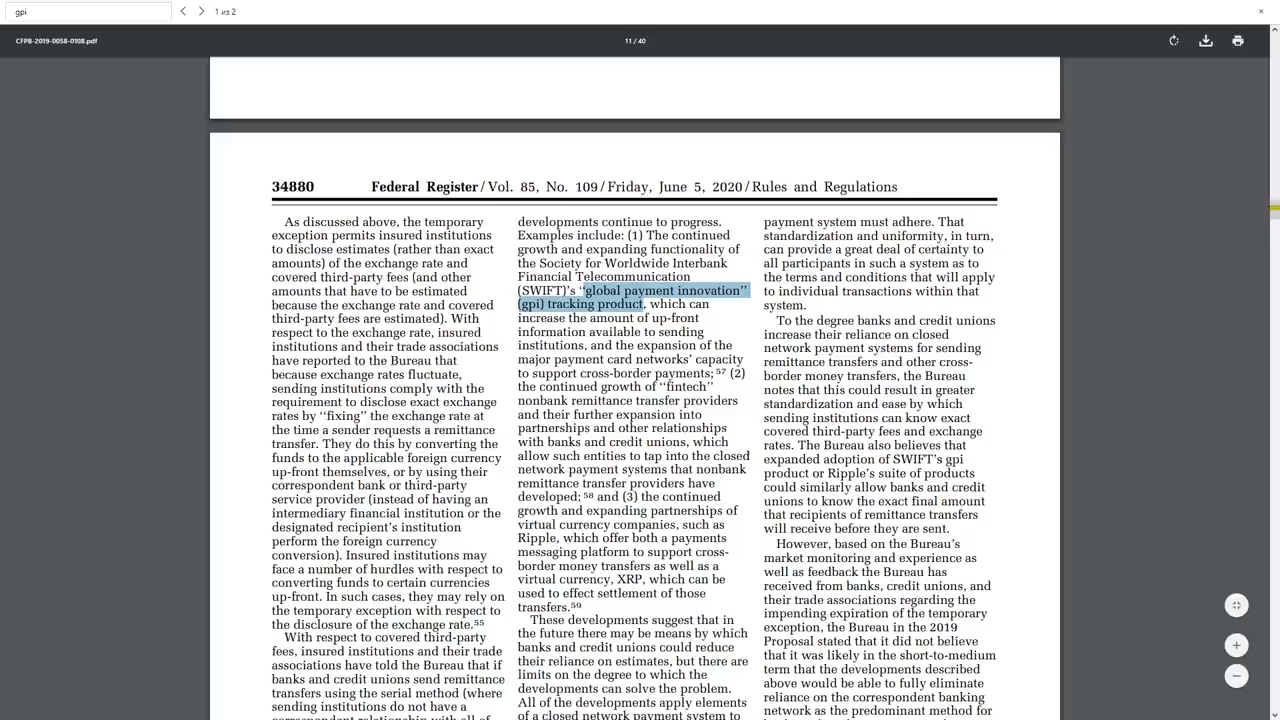 gpi
1 из 2
CFPB-2019-0058-0108.pdf
11 / 40
34880 Federal Register / Vol. 85, No. 109 / Friday, June 5, 2020 / Rules and Regulations
As discussed above, the temporary
exception permits insured institutions
to disclose estimates (rather than exact
amounts) of the exchange rate and
covered third-party fees (and other
amounts that have to be estimated
because the exchange rate and covered
third-party fees are estimated). With
respect to the exchange rate, insured
institutions and their trade associations
have reported to the Bureau that
because exchange rates fluctuate,
sending institutions comply with the
requirement to disclose exact exchange
rates by ‘‘fixing’’ the exchange rate at
the time a sender requests a remittance
transfer. They do this by converting the
funds to the applicable foreign currency
up-front themselves, or by using their
correspondent bank or third-party
service provider (instead of having an
intermediary financial institution or the
designated recipient’s institution
perform the foreign currency
conversion). Insured institutions may
face a number of hurdles with respect to
converting funds to certain currencies
up-front. In such cases, they may rely on
the temporary exception with respect to
the disclosure of the exchange rate.55
With respect to covered third-party
fees, insured institutions and their trade
associations have told the Bureau that if
banks and credit unions send remittance
transfers using the serial method (where
sending institutions do not have a
correspondent relationship with all of
developments continue to progress.
Examples include: (1) The continued
growth and expanding functionality of
the Society for Worldwide Interbank
Financial Telecommunication
(SWIFT)’s ‘‘global payment innovation’’
(gpi) tracking product, which can
increase the amount of up-front
information available to sending
institutions, and the expansion of the
major payment card networks’ capacity
to support cross-border payments; 57 (2)
the continued growth of ‘‘fintech’’
nonbank remittance transfer providers
and their further expansion into
partnerships and other relationships
with banks and credit unions, which
allow such entities to tap into the closed
network payment systems that nonbank
remittance transfer providers have
developed; 58 and (3) the continued
growth and expanding partnerships of
virtual currency companies, such as
Ripple, which offer both a payments
messaging platform to support cross-
border money transfers as well as a
virtual currency, XRP, which can be
used to effect settlement of those
transfers.59
These developments suggest that in
the future there may be means by which
banks and credit unions could reduce
their reliance on estimates, but there are
limits on the degree to which the
developments can solve the problem.
All of the developments apply elements
of a closed network payment system to
payment system must adhere. That
standardization and uniformity, in turn,
can provide a great deal of certainty to
all participants in such a system as to
the terms and conditions that will apply
to individual transactions within that
system.
To the degree banks and credit unions
increase their reliance on closed
network payment systems for sending
remittance transfers and other cross-
border money transfers, the Bureau
notes that this could result in greater
standardization and ease by which
sending institutions can know exact
covered third-party fees and exchange
rates. The Bureau also believes that
expanded adoption of SWIFT’s gpi
product or Ripple’s suite of products
could similarly allow banks and credit
unions to know the exact final amount
that recipients of remittance transfers
will receive before they are sent.
However, based on the Bureau’s
market monitoring and experience as
well as feedback the Bureau has
received from banks, credit unions, and
their trade associations regarding the
impending expiration of the temporary
exception, the Bureau in the 2019
Proposal stated that it did not believe
that it was likely in the short-to-medium
term that the developments described
above would be able to fully eliminate
reliance on the correspondent banking
network as the predominant method for